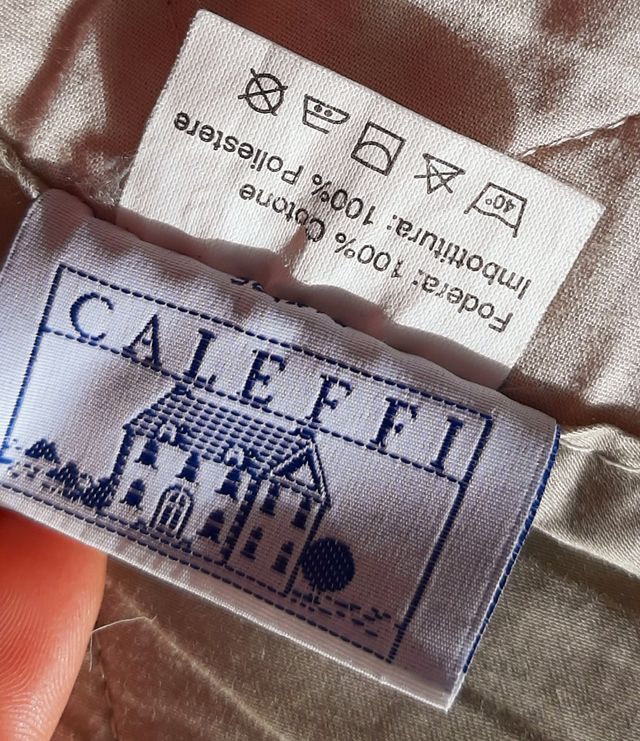 CALEFFI
Fodera: 100% Cotone
Imbottitura: 100% Poliestere
40°